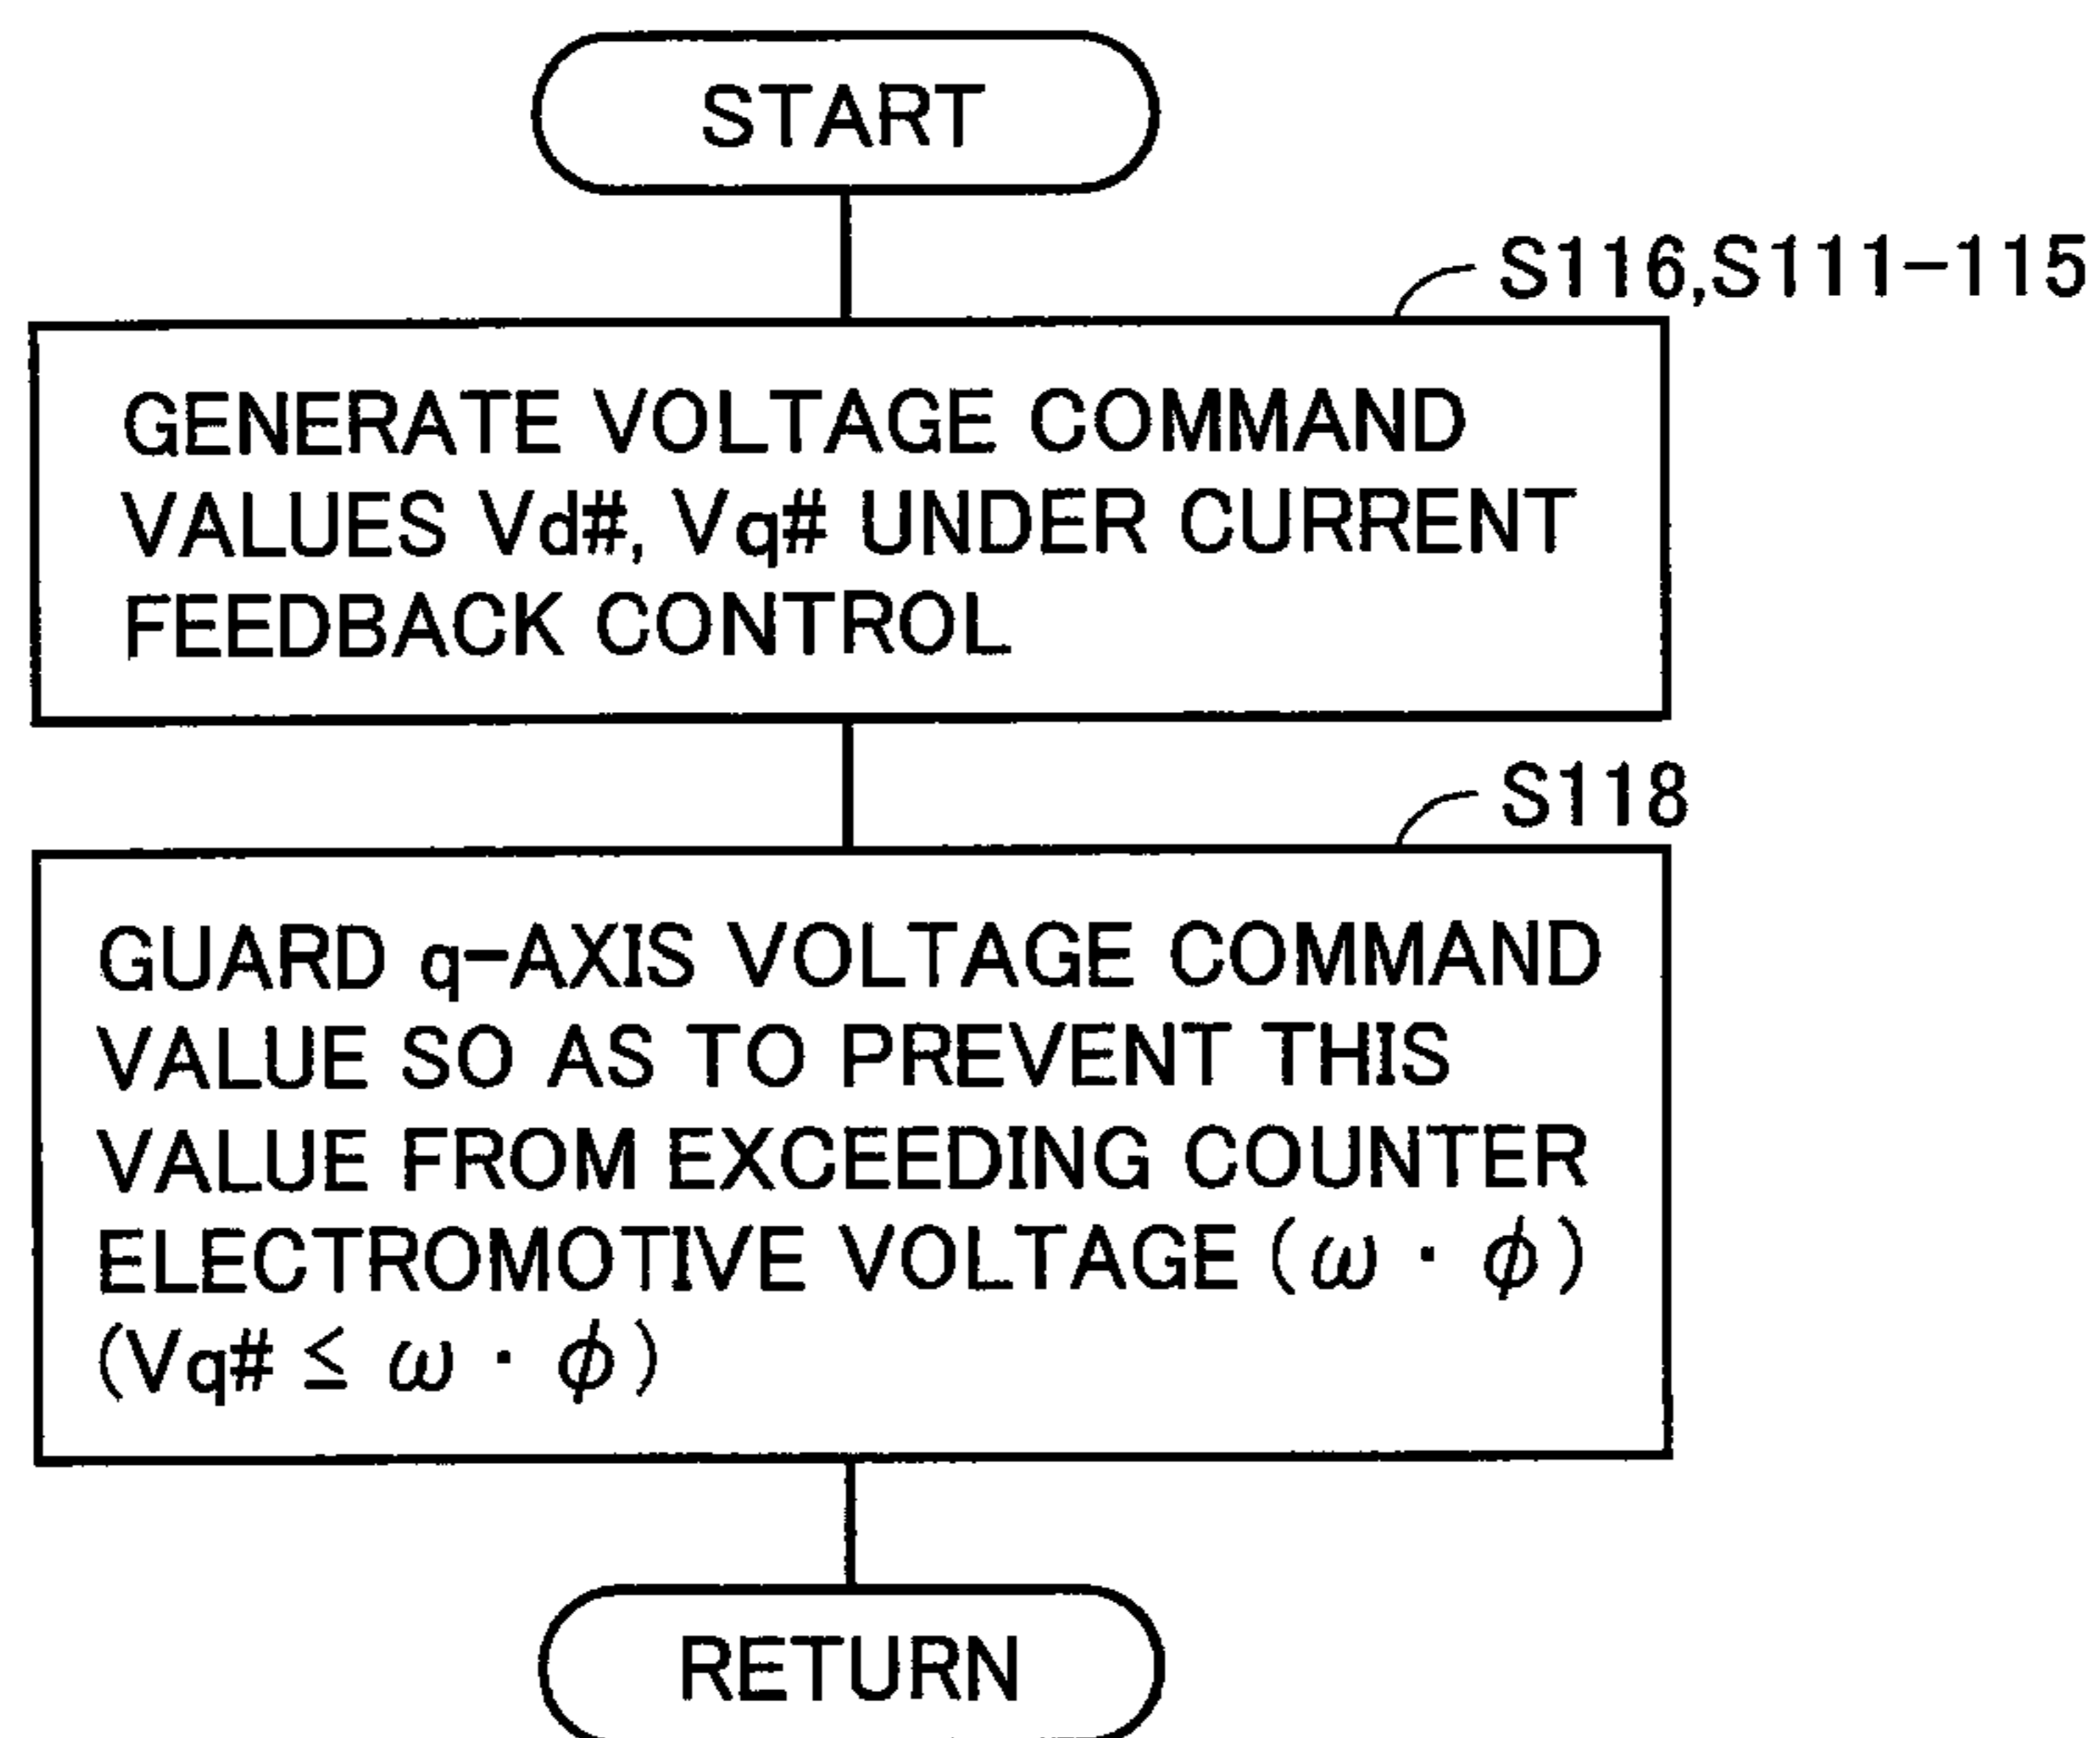 START
S116,S111-115
GENERATE VOLTAGE COMMAND
VALUES Vd#, Vq# UNDER CURRENT
FEEDBACK CONTROL
S118
GUARD q-AXIS VOLTAGE COMMAND
VALUE SO AS TO PREVENT THIS
VALUE FROM EXCEEDING COUNTER
ELECTROMOTIVE VOLTAGE (ω · φ)
(Vq# ≤ ω · φ)
RETURN